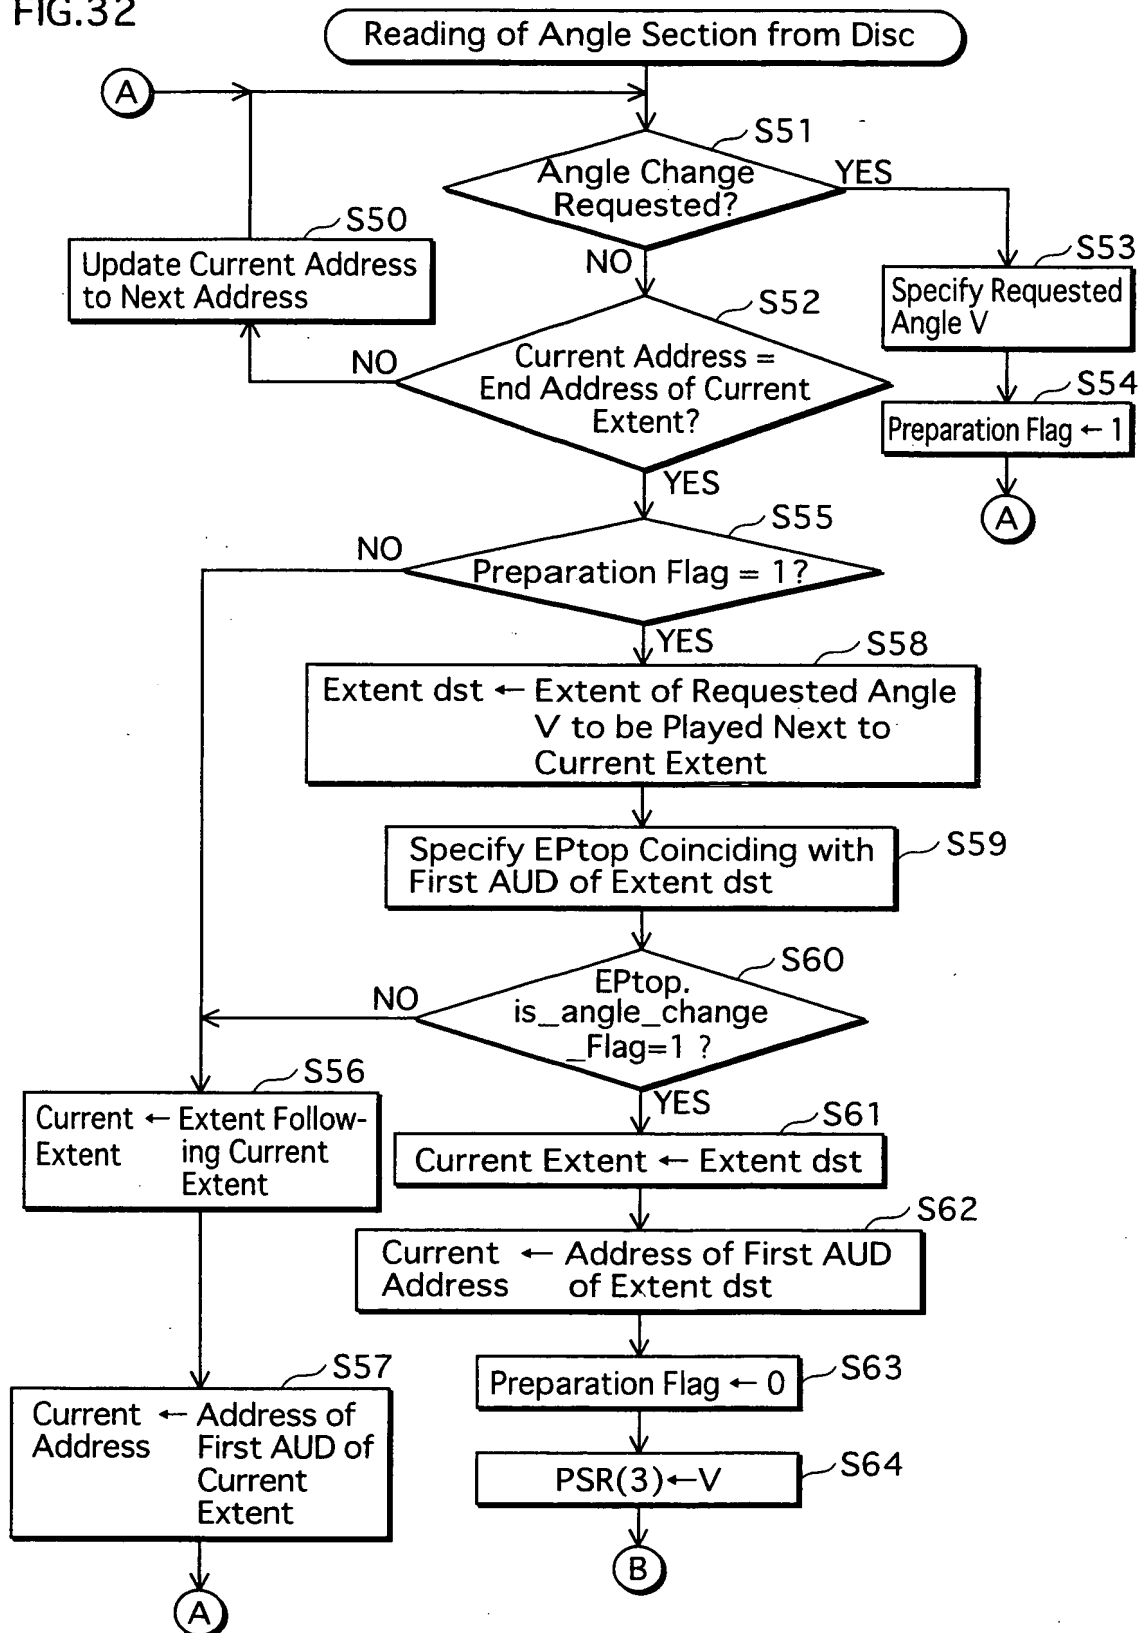 FIG.32
Reading of Angle Section from Disc
A
S51
Angle Change
Requested?
YES
NO
S50
Update Current Address
to Next Address
S53
Specify Requested
Angle V
S52
Current Address =
End Address of Current
Extent?
NO
YES
S54
Preparation Flag ← 1
A
S55
Preparation Flag = 1?
NO
YES
S58
Extent dst ← Extent of Requested Angle
V to be Played Next to
Current Extent
S59
Specify EPtop Coinciding with
First AUD of Extent dst
S60
EPtop.
is_angle_change
_Flag=1 ?
NO
YES
S56
Current ← Extent Follow-
Extent ing Current
Extent
S61
Current Extent ← Extent dst
S62
Current ← Address of First AUD
Address of Extent dst
S57
Current ← Address of
Address First AUD of
Current
Extent
S63
Preparation Flag ← 0
S64
PSR(3)←V
B
A